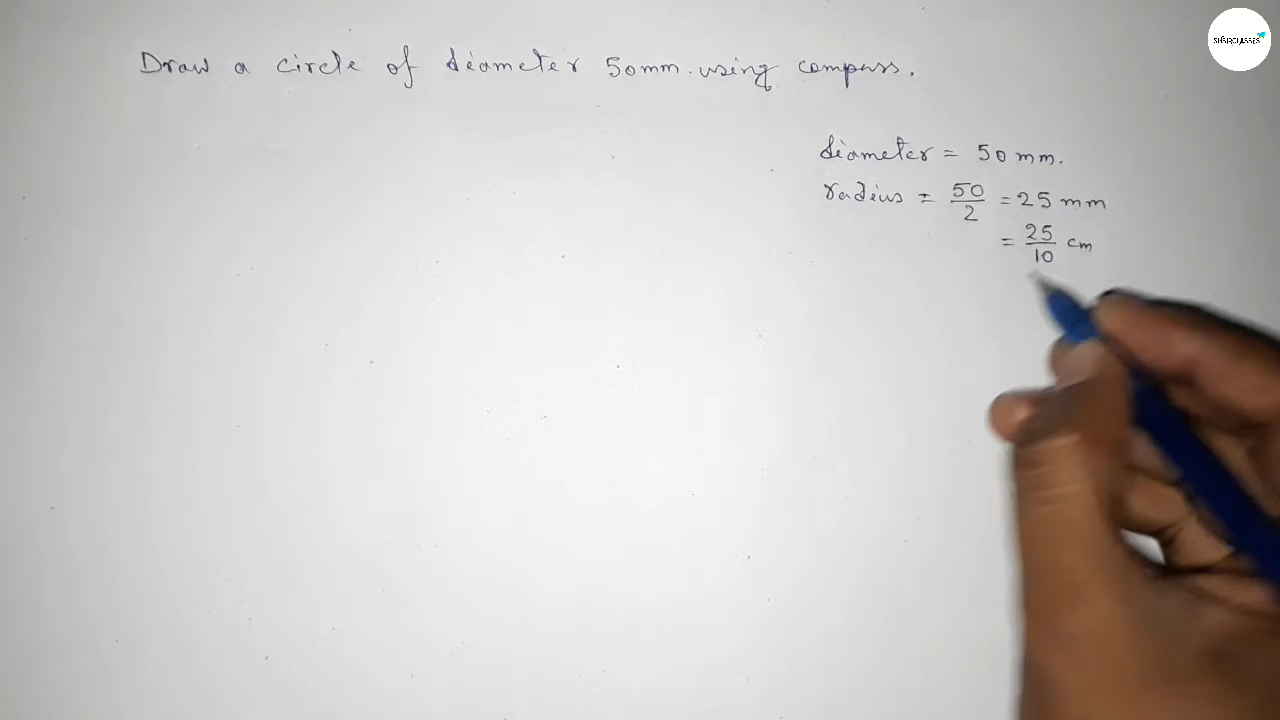 Draw a circle of diameter 50mm. using compass.
diameter = 50 mm.
radius = 50/2 = 25 mm
= 25/10 cm